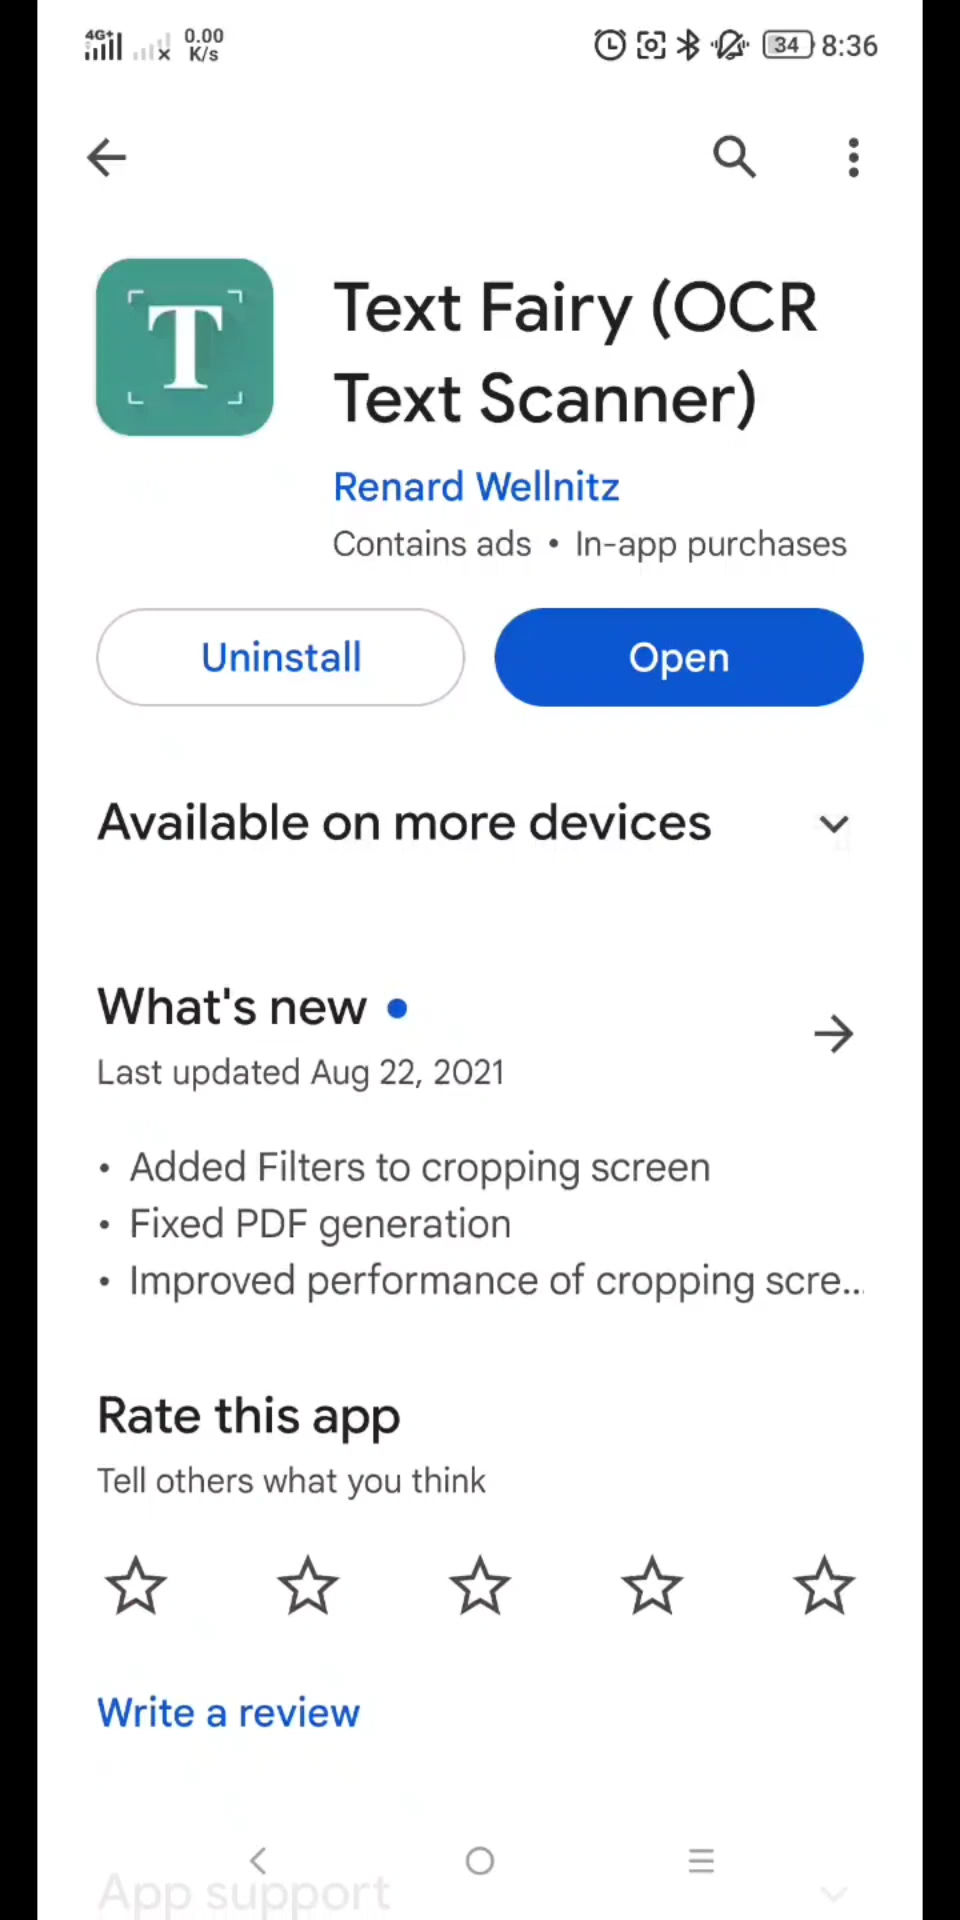 4G+ 0.00 K/s 34 8:36
T
Text Fairy (OCR
Text Scanner)
Renard Wellnitz
Contains ads • In-app purchases
Uninstall Open
Available on more devices
What's new
Last updated Aug 22, 2021
• Added Filters to cropping screen
• Fixed PDF generation
• Improved performance of cropping scre...
Rate this app
Tell others what you think
Write a review
App support